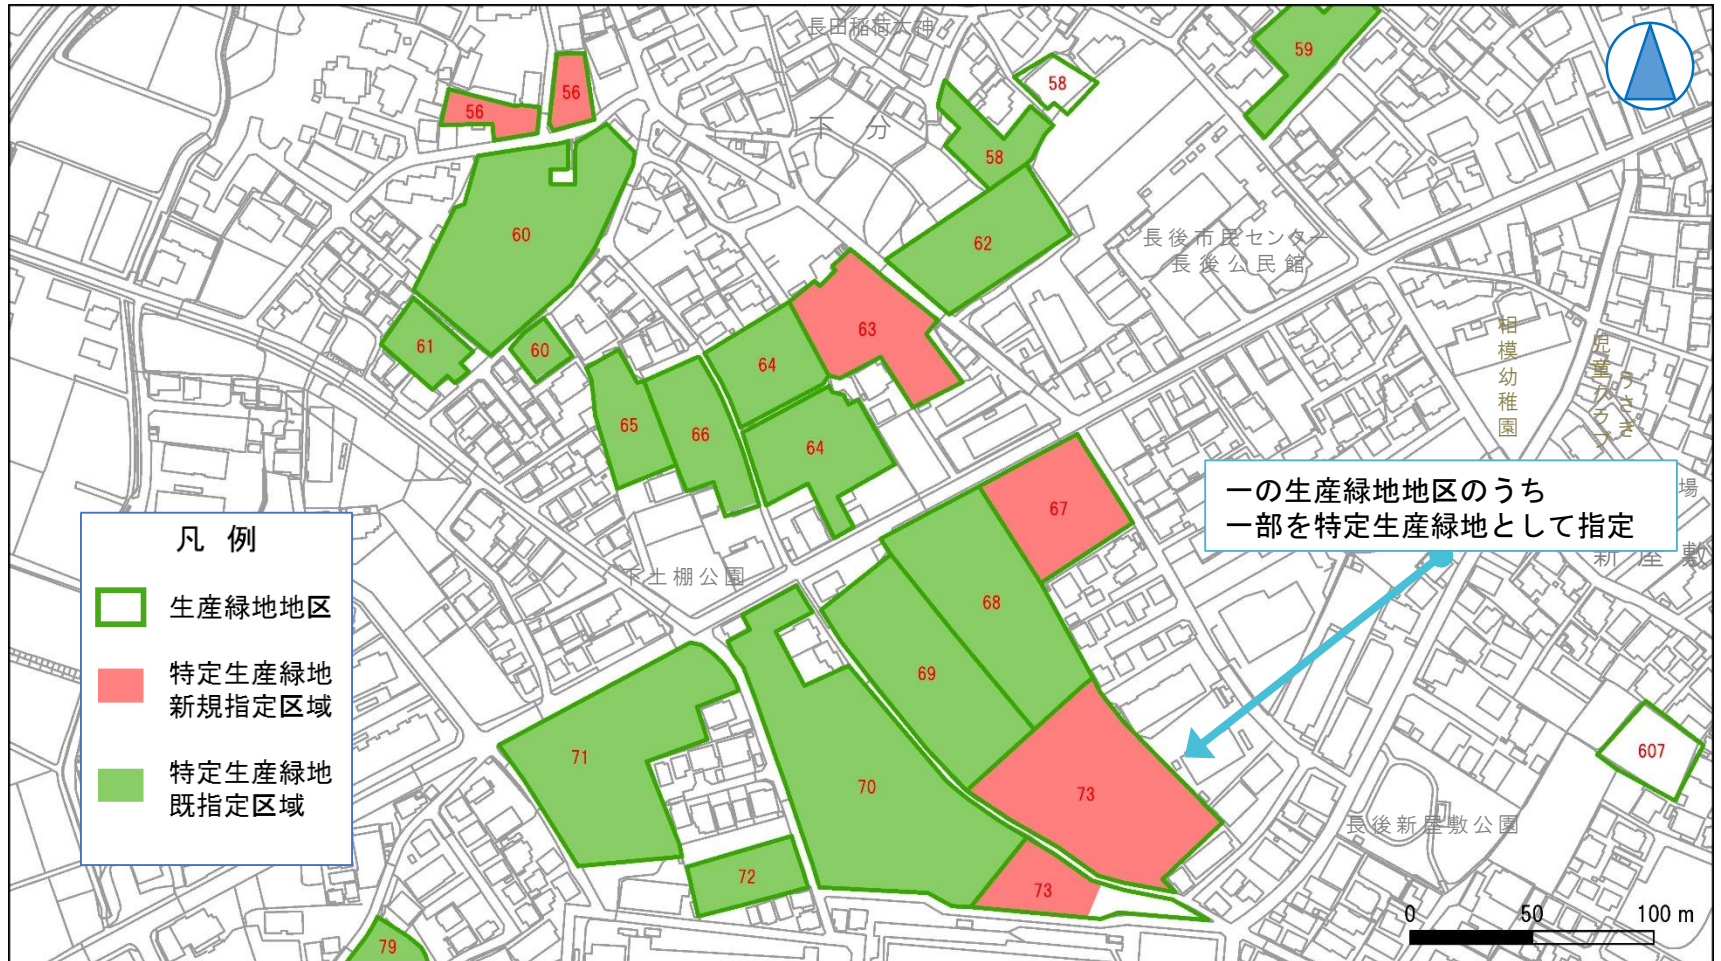 長田稲荷大神
59
58
56
56
下分
58
60
62
長後市民センター
長後公民館
63
相模幼稚園
児童クラブ
うさぎ
61
60
64
65
66
64
67
一の生産緑地地区のうち
一部を特定生産緑地として指定
場
新屋敷
凡 例
生産緑地地区
特定生産緑地
新規指定区域
特定生産緑地
既指定区域
下土棚公園
68
69
71
70
73
607
長後新屋敷公園
72
73
79
0 50 100 m